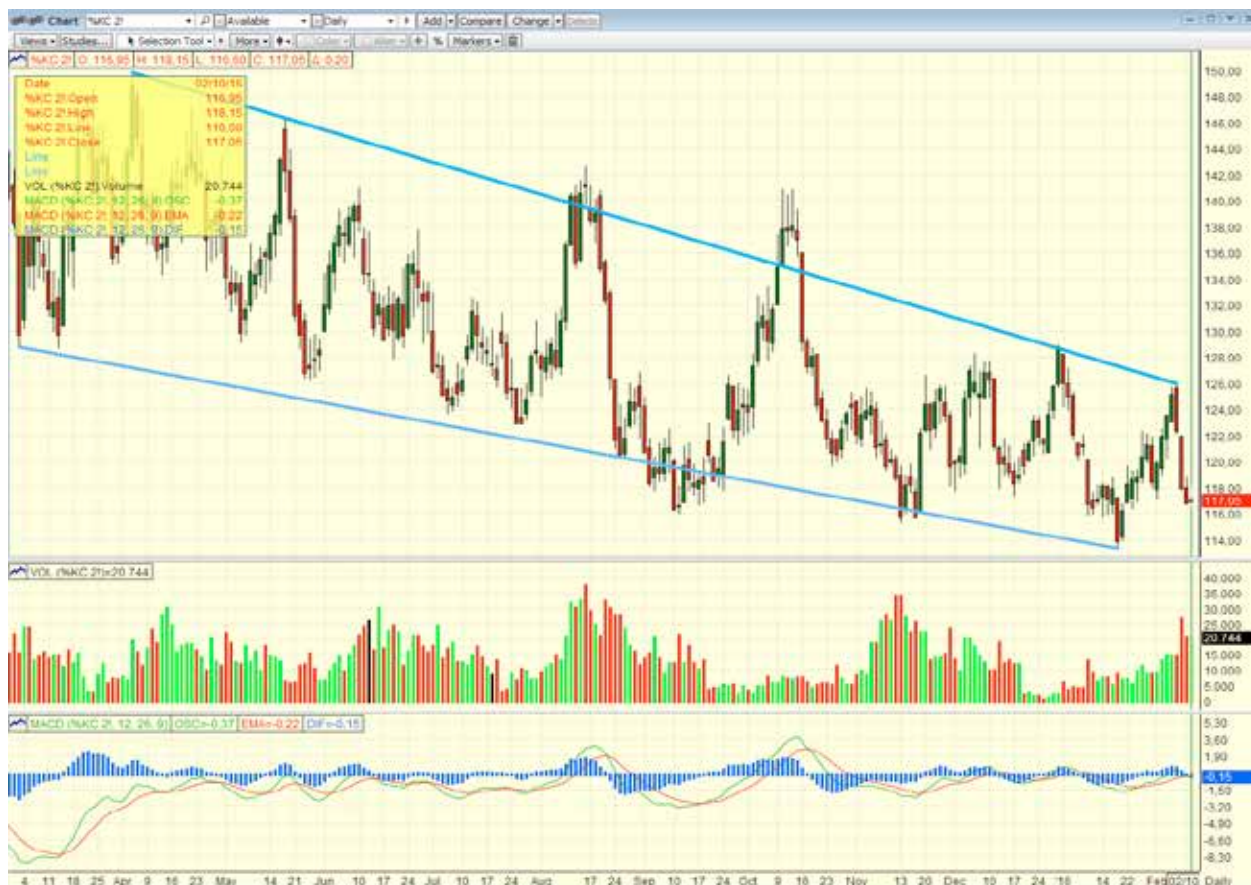 Chart %KC 2! Available Daily Add Compare Change Delete
Views Studies... Selection Tool More Color Markers %
%KC 2! O: 116,95 H: 118,15 L: 116,60 C: 117,05 Δ: 0,20
Date 02/10/16
%KC 2!:Open 116,95
%KC 2!:High 118,15
%KC 2!:Low 116,60
%KC 2!:Close 117,05
Line
Line
VOL (%KC 2!):Volume 20.744
MACD (%KC 2!, 12, 26, 9):OSC -0,37
MACD (%KC 2!, 12, 26, 9):EMA -0,22
MACD (%KC 2!, 12, 26, 9):DIF -0,15
150,00
148,00
146,00
144,00
142,00
140,00
138,00
136,00
134,00
132,00
130,00
128,00
126,00
124,00
122,00
120,00
118,00
117,05
116,00
114,00
VOL (%KC 2!)=20.744
40.000
35.000
30.000
25.000
20.744
15.000
10.000
5.000
0
MACD (%KC 2!, 12, 26, 9) OSC=-0,37 EMA=-0,22 DIF=-0,15
5,30
3,60
1,90
-0,15
-1,50
-3,20
-4,90
-6,60
-8,30
4 11 18 25 Apr 9 16 23 May 14 21 Jun 10 17 24 Jul 10 17 24 Aug 17 24 Sep 10 17 24 Oct 9 16 23 Nov 13 20 Dec 10 17 24 '16 14 22 Feb 02/10 Daily